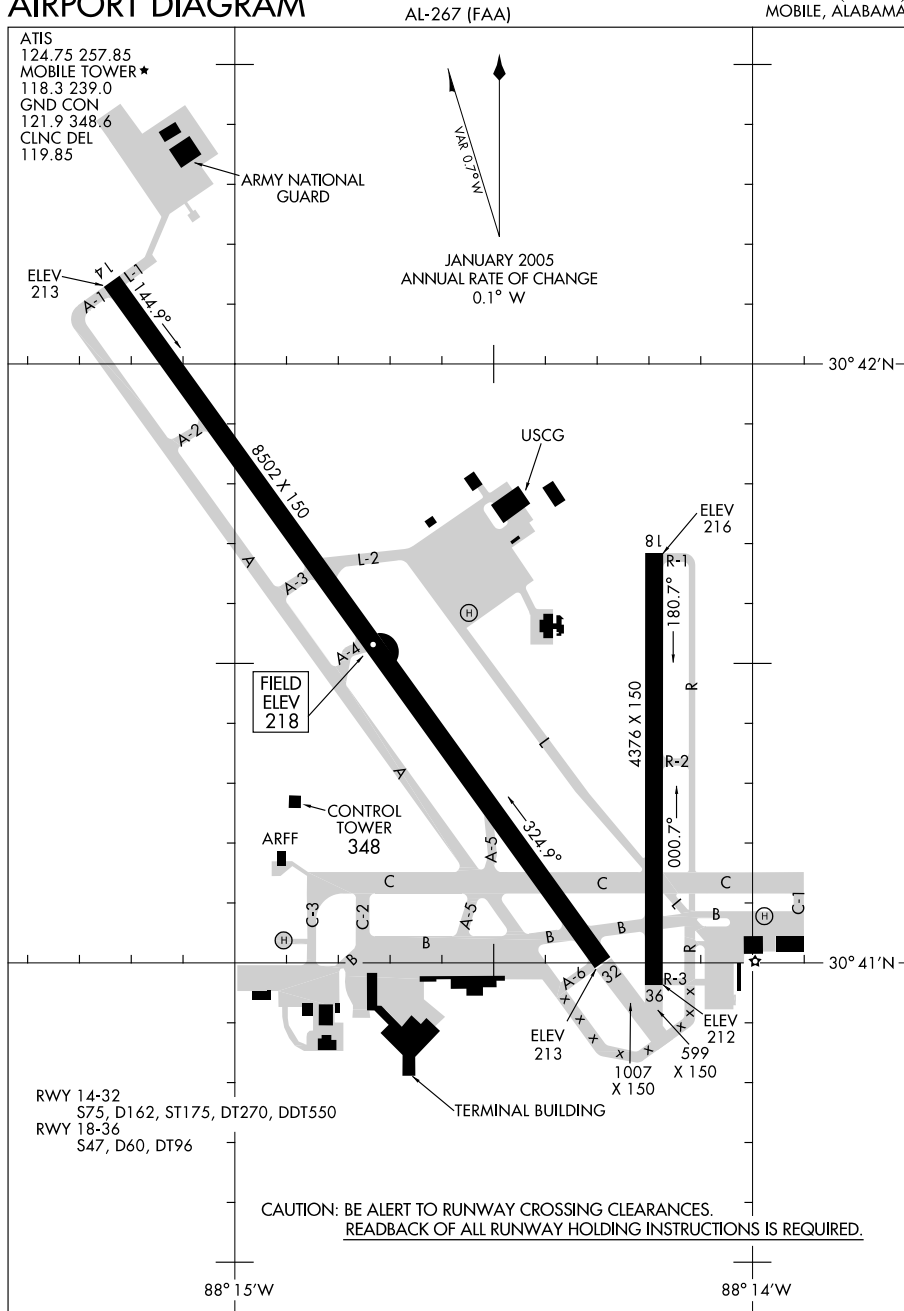 AIRPORT DIAGRAM
AL-267 (FAA)
MOBILE, ALABAMA
ATIS
124.75 257.85
MOBILE TOWER★
118.3 239.0
GND CON
121.9 348.6
CLNC DEL
119.85
ARMY NATIONAL
GUARD
VAR 0.7° W
JANUARY 2005
ANNUAL RATE OF CHANGE
0.1° W
ELEV
213
14
L-1
A-1
144.9°
30° 42'N
A-2
8502 X 150
USCG
ELEV
216
18
R-1
L-2
A
A-3
180.7°
H
A-4
FIELD
ELEV
218
R
4376 X 150
L
R-2
A
CONTROL
TOWER
348
000.7°
324.9°
ARFF
A-5
C
C
C
C-3
C-2
A-5
L
B
H
C-1
B
B
B
H
B
R
30° 41'N
A-6
32
R-3
36
ELEV
213
ELEV
212
1007
X 150
599
X 150
x x x x x x x x
TERMINAL BUILDING
RWY 14-32
S75, D162, ST175, DT270, DDT550
RWY 18-36
S47, D60, DT96
CAUTION: BE ALERT TO RUNWAY CROSSING CLEARANCES.
READBACK OF ALL RUNWAY HOLDING INSTRUCTIONS IS REQUIRED.
88° 15'W
88° 14'W